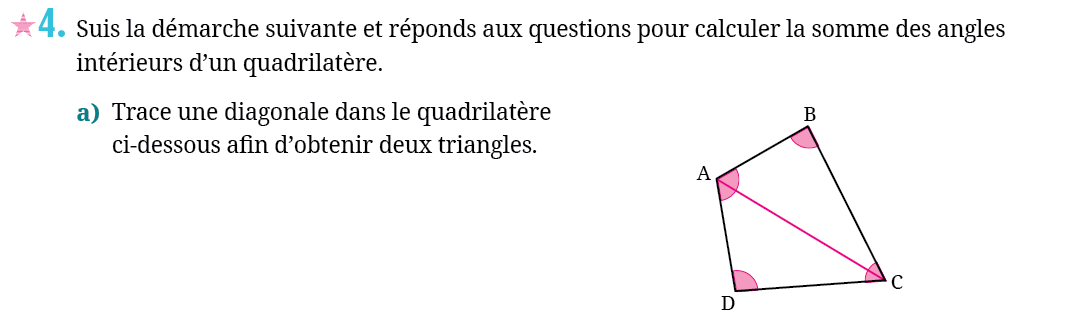 4. Suis la démarche suivante et réponds aux questions pour calculer la somme des angles
intérieurs d’un quadrilatère.
a) Trace une diagonale dans le quadrilatère
ci-dessous afin d’obtenir deux triangles.
B
A
C
D